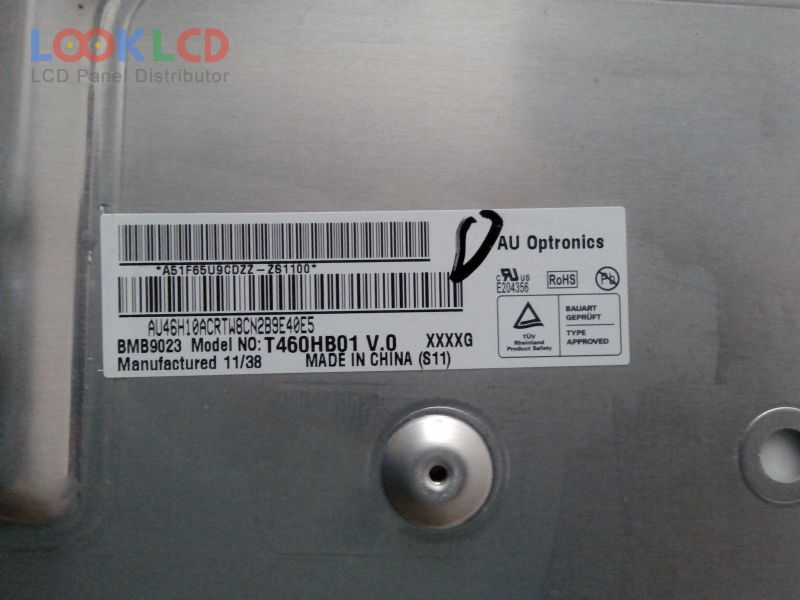 LOOKLCD
LCD Panel Distributor
*A51F65U9CDZZ-ZS1100*
AU46H10ACRTW8CN2B9E40E5
BMB9023 Model NO: T460HB01 V.0 XXXXG
Manufactured 11/38 MADE IN CHINA (S11)
AU Optronics
c RU US
E204356
RoHS
Pb
TÜV
Rheinland
Product Safety
BAUART
GEPRÜFT
TYPE
APPROVED